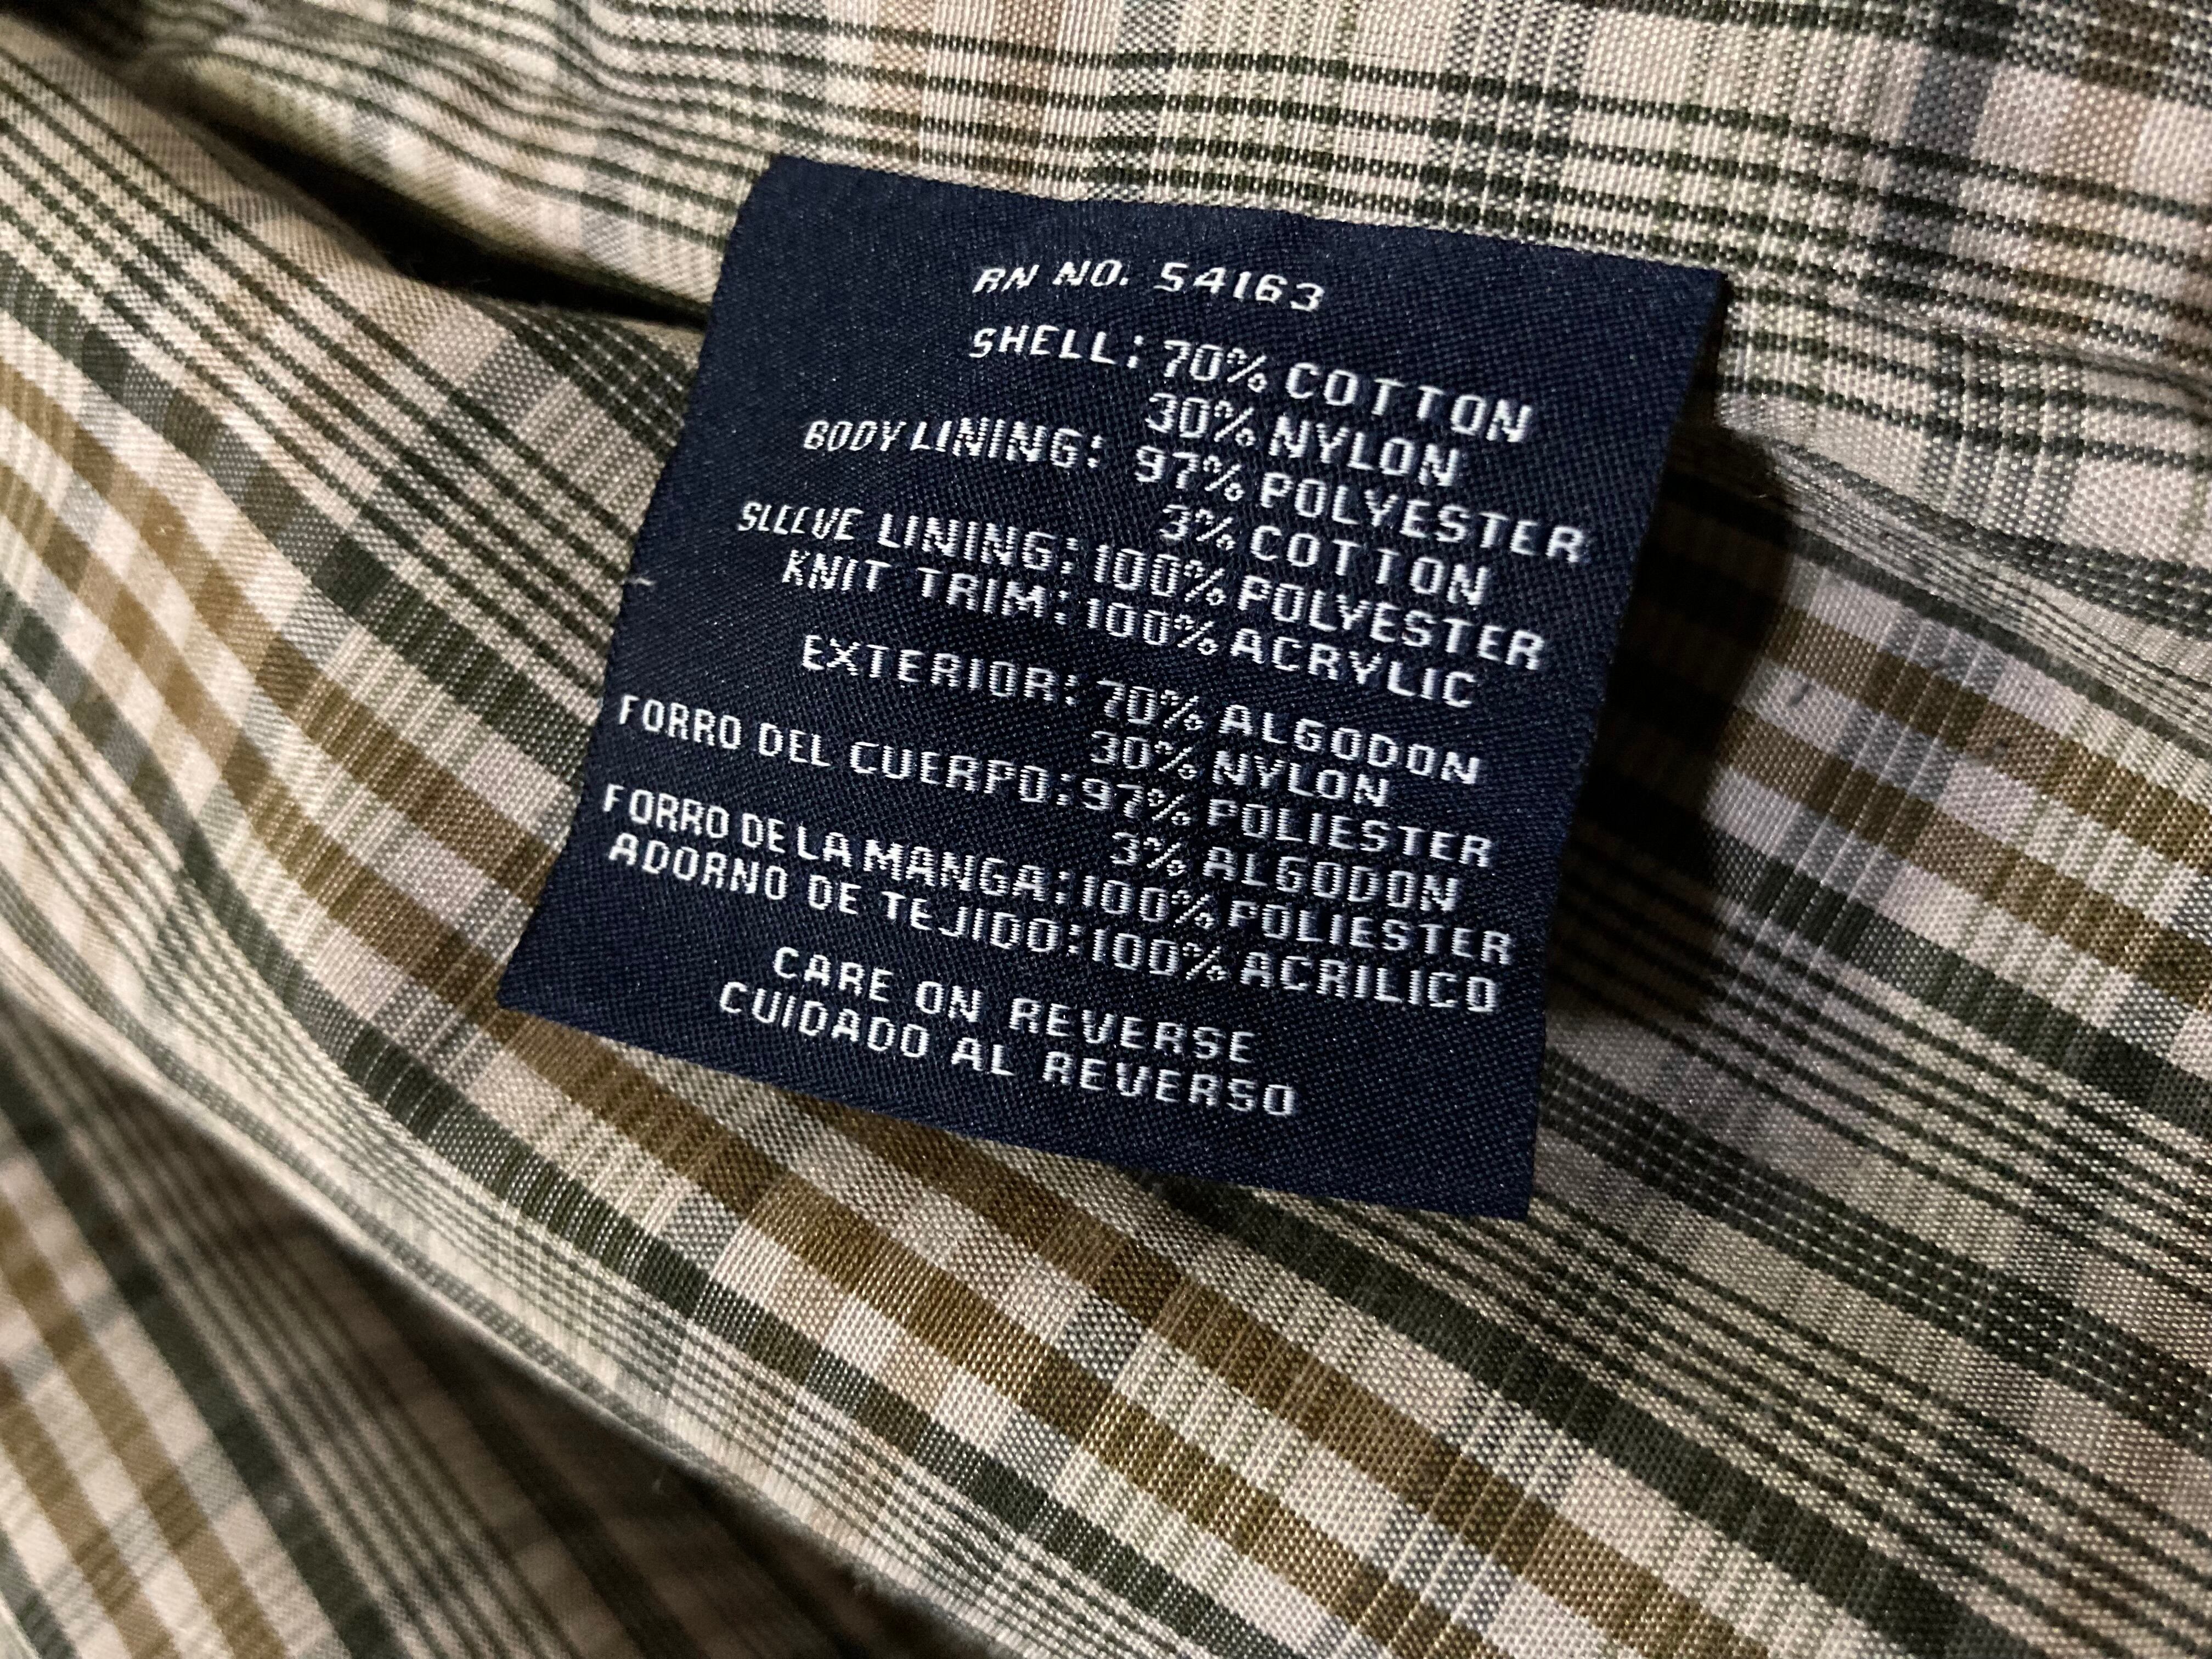 RN NO. 54163
SHELL: 70% COTTON
30% NYLON
BODY LINING: 97% POLYESTER
3% COTTON
SLEEVE LINING: 100% POLYESTER
KNIT TRIM: 100% ACRYLIC
EXTERIOR: 70% ALGODON
30% NYLON
FORRO DEL CUERPO: 97% POLIESTER
3% ALGODON
FORRO DE LA MANGA: 100% POLIESTER
ADORNO DE TEJIDO: 100% ACRILICO
CARE ON REVERSE
CUIDADO AL REVERSO